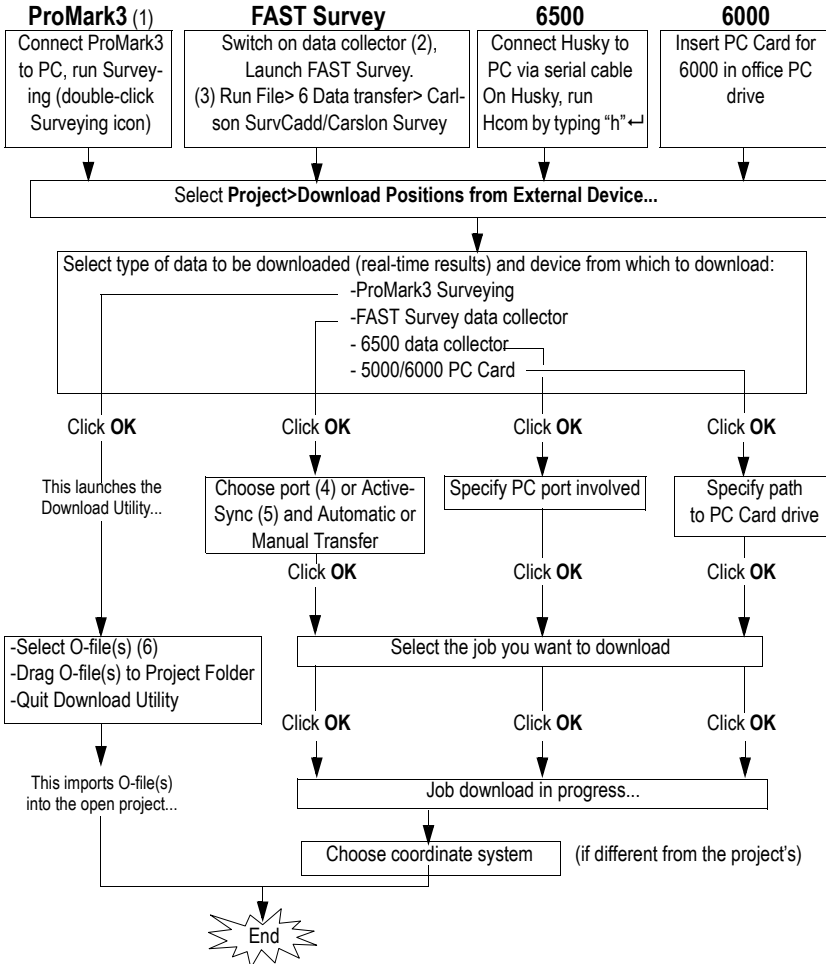 ProMark3 (1)
Connect ProMark3
to PC, run Survey-
ing (double-click
Surveying icon)
FAST Survey
Switch on data collector (2),
Launch FAST Survey.
(3) Run File> 6 Data transfer> Carl-
son SurvCadd/Carslon Survey
6500
Connect Husky to
PC via serial cable
On Husky, run
Hcom by typing “h”↵
6000
Insert PC Card for
6000 in office PC
drive
Select Project>Download Positions from External Device...
Select type of data to be downloaded (real-time results) and device from which to download:
-ProMark3 Surveying
-FAST Survey data collector
- 6500 data collector
- 5000/6000 PC Card
Click OK
Click OK
Click OK
Click OK
This launches the
Download Utility...
Choose port (4) or Active-
Sync (5) and Automatic or
Manual Transfer
Specify PC port involved
Specify path
to PC Card drive
Click OK
Click OK
Click OK
-Select O-file(s) (6)
-Drag O-file(s) to Project Folder
-Quit Download Utility
Select the job you want to download
Click OK
Click OK
Click OK
This imports O-file(s)
into the open project...
Job download in progress...
Choose coordinate system
(if different from the project's)
End